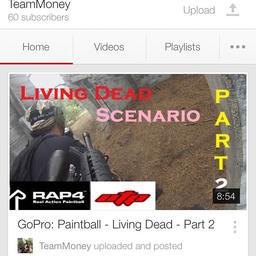 TeamMoney
60 subscribers
Upload
Home
Videos
Playlists
LIVING DEAD
SCENARIO
PART 2
RAP4
Real Action Paintball
8:54
GoPro: Paintball - Living Dead - Part 2
TeamMoney uploaded and posted